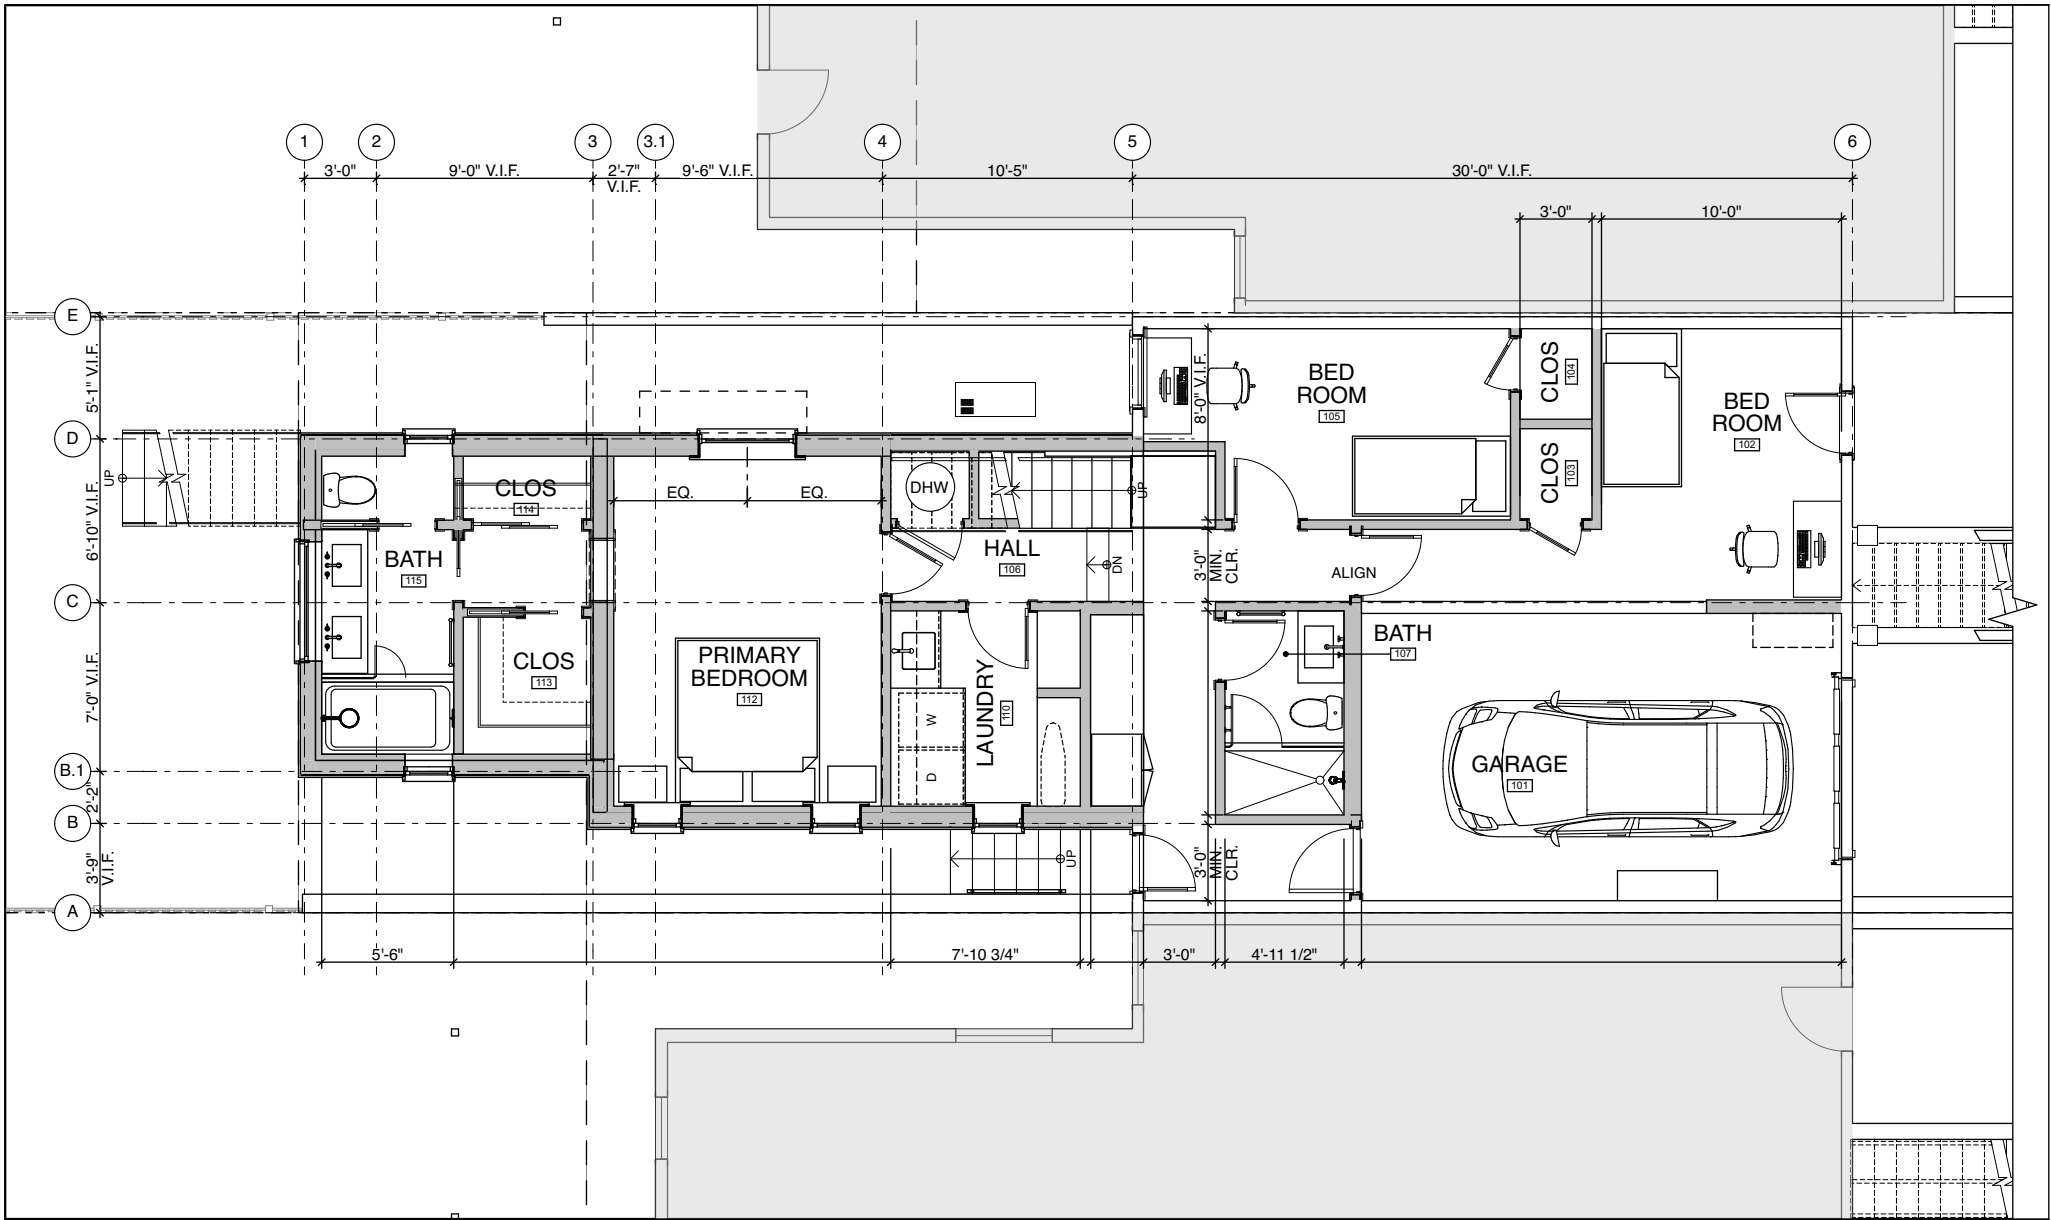 1
2
3
3.1
4
5
6
3'-0"
9'-0" V.I.F.
2'-7"
V.I.F.
9'-6" V.I.F.
10'-5"
30'-0" V.I.F.
3'-0"
10'-0"
E
D
C
B.1
B
A
5'-1" V.I.F.
6'-10" V.I.F.
7'-0" V.I.F.
2'-2"
3'-9"
V.I.F.
UP
CLOS
114
BATH
115
CLOS
113
EQ.
EQ.
PRIMARY
BEDROOM
112
DHW
UP
HALL
106
DN
LAUNDRY
110
W
D
UP
8'-0" V.I.F.
3'-0"
MIN.
CLR.
3'-0"
MIN.
CLR.
BED
ROOM
105
CLOS
104
CLOS
103
BED
ROOM
102
ALIGN
BATH
107
GARAGE
101
5'-6"
7'-10 3/4"
3'-0"
4'-11 1/2"